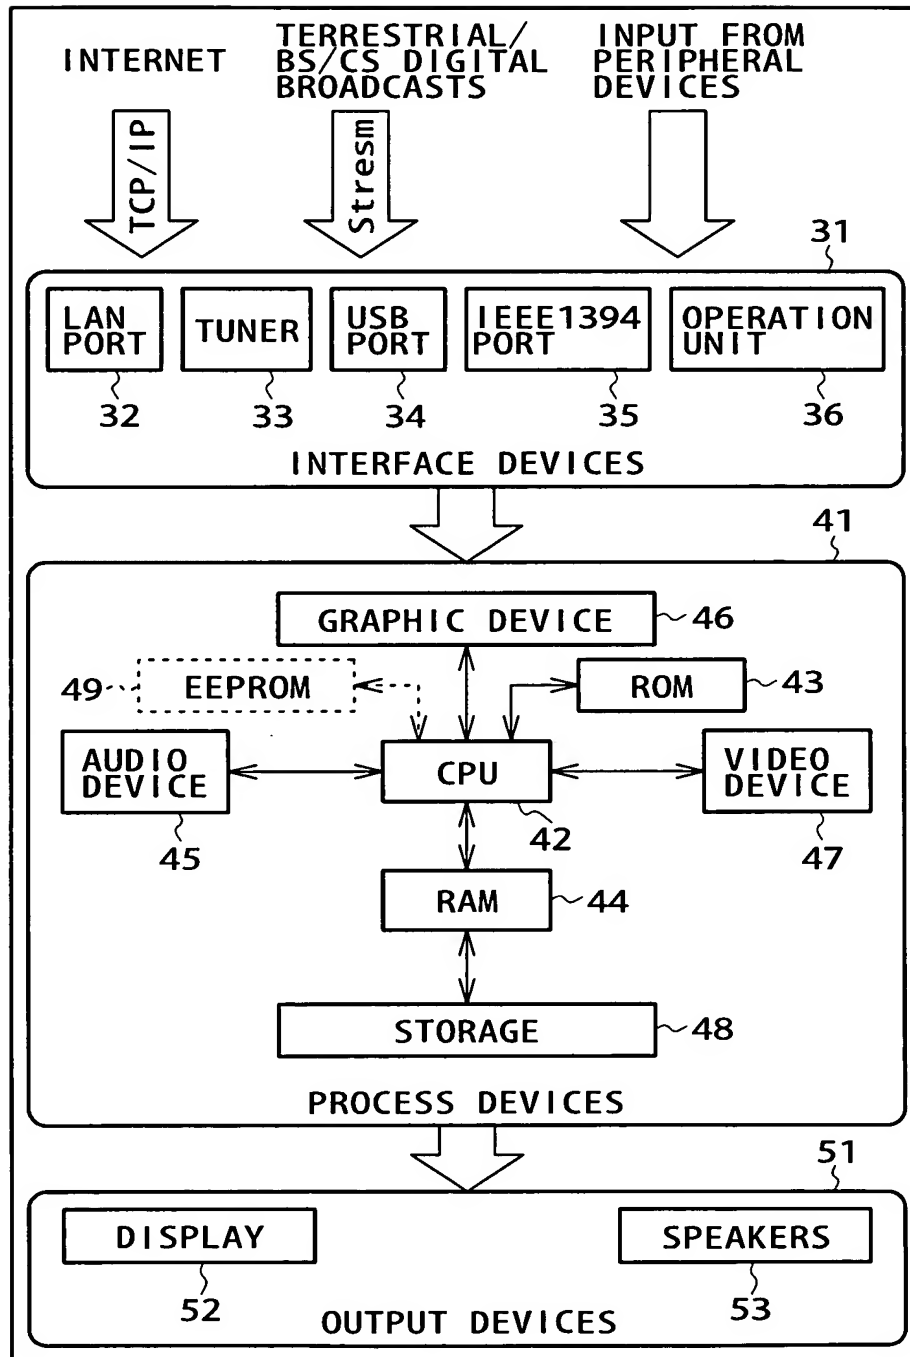 INTERNET
TERRESTRIAL/
BS/CS DIGITAL
BROADCASTS
INPUT FROM
PERIPHERAL
DEVICES
TCP/IP
Stresm
31
LAN
PORT
TUNER
USB
PORT
IEEE1394
PORT
OPERATION
UNIT
32
33
34
35
36
INTERFACE DEVICES
41
GRAPHIC DEVICE
46
49
EEPROM
ROM
43
AUDIO
DEVICE
CPU
VIDEO
DEVICE
45
42
47
RAM
44
STORAGE
48
PROCESS DEVICES
51
DISPLAY
SPEAKERS
52
53
OUTPUT DEVICES